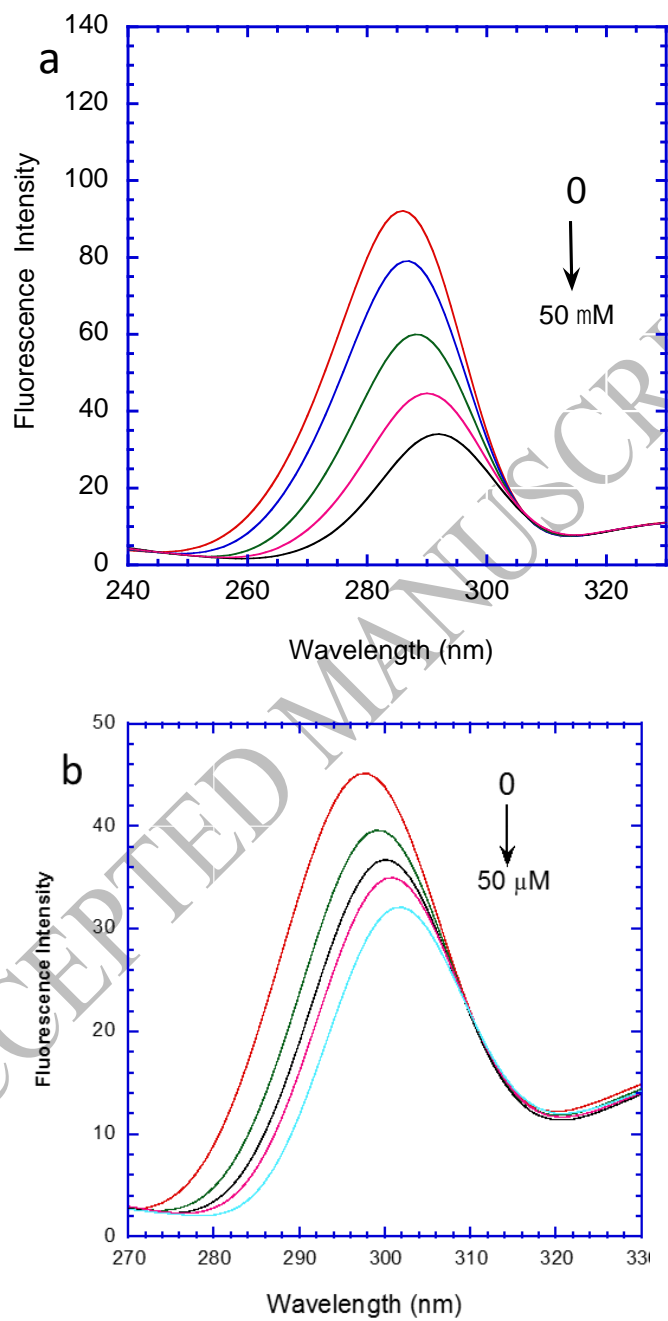 a
140
120
100
80
60
40
20
0
Fluorescence Intensity
0
50 mM
240 260 280 300 320
Wavelength (nm)
CCEPTED MANUSCRI
b
50
40
30
20
10
0
Fluorescence Intensity
0
50 μM
270 280 290 300 310 320 330
Wavelength (nm)